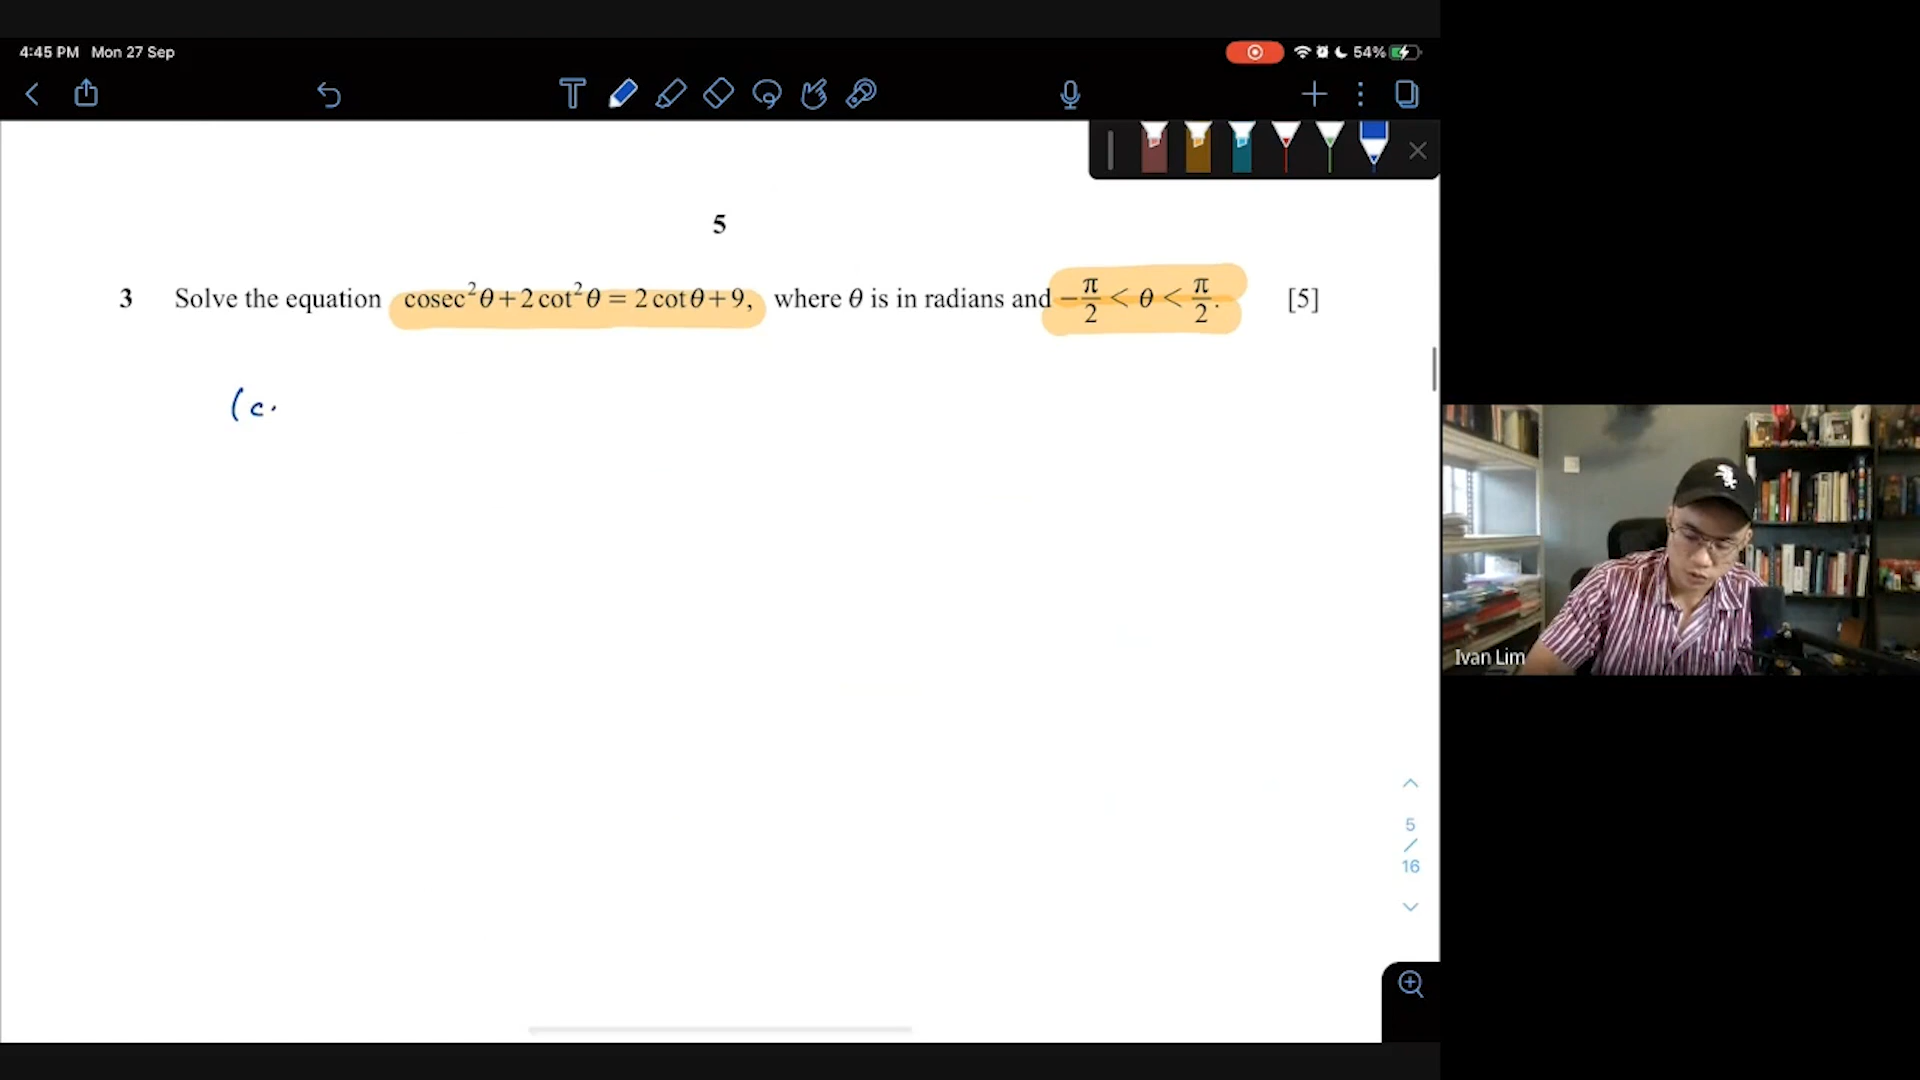 4:45 PM Mon 27 Sep
54%
5
3 Solve the equation cosec²θ + 2 cot²θ = 2 cot θ + 9, where θ is in radians and −π/2 < θ < π/2. [5]
(c.
Ivan Lim
5
/
16